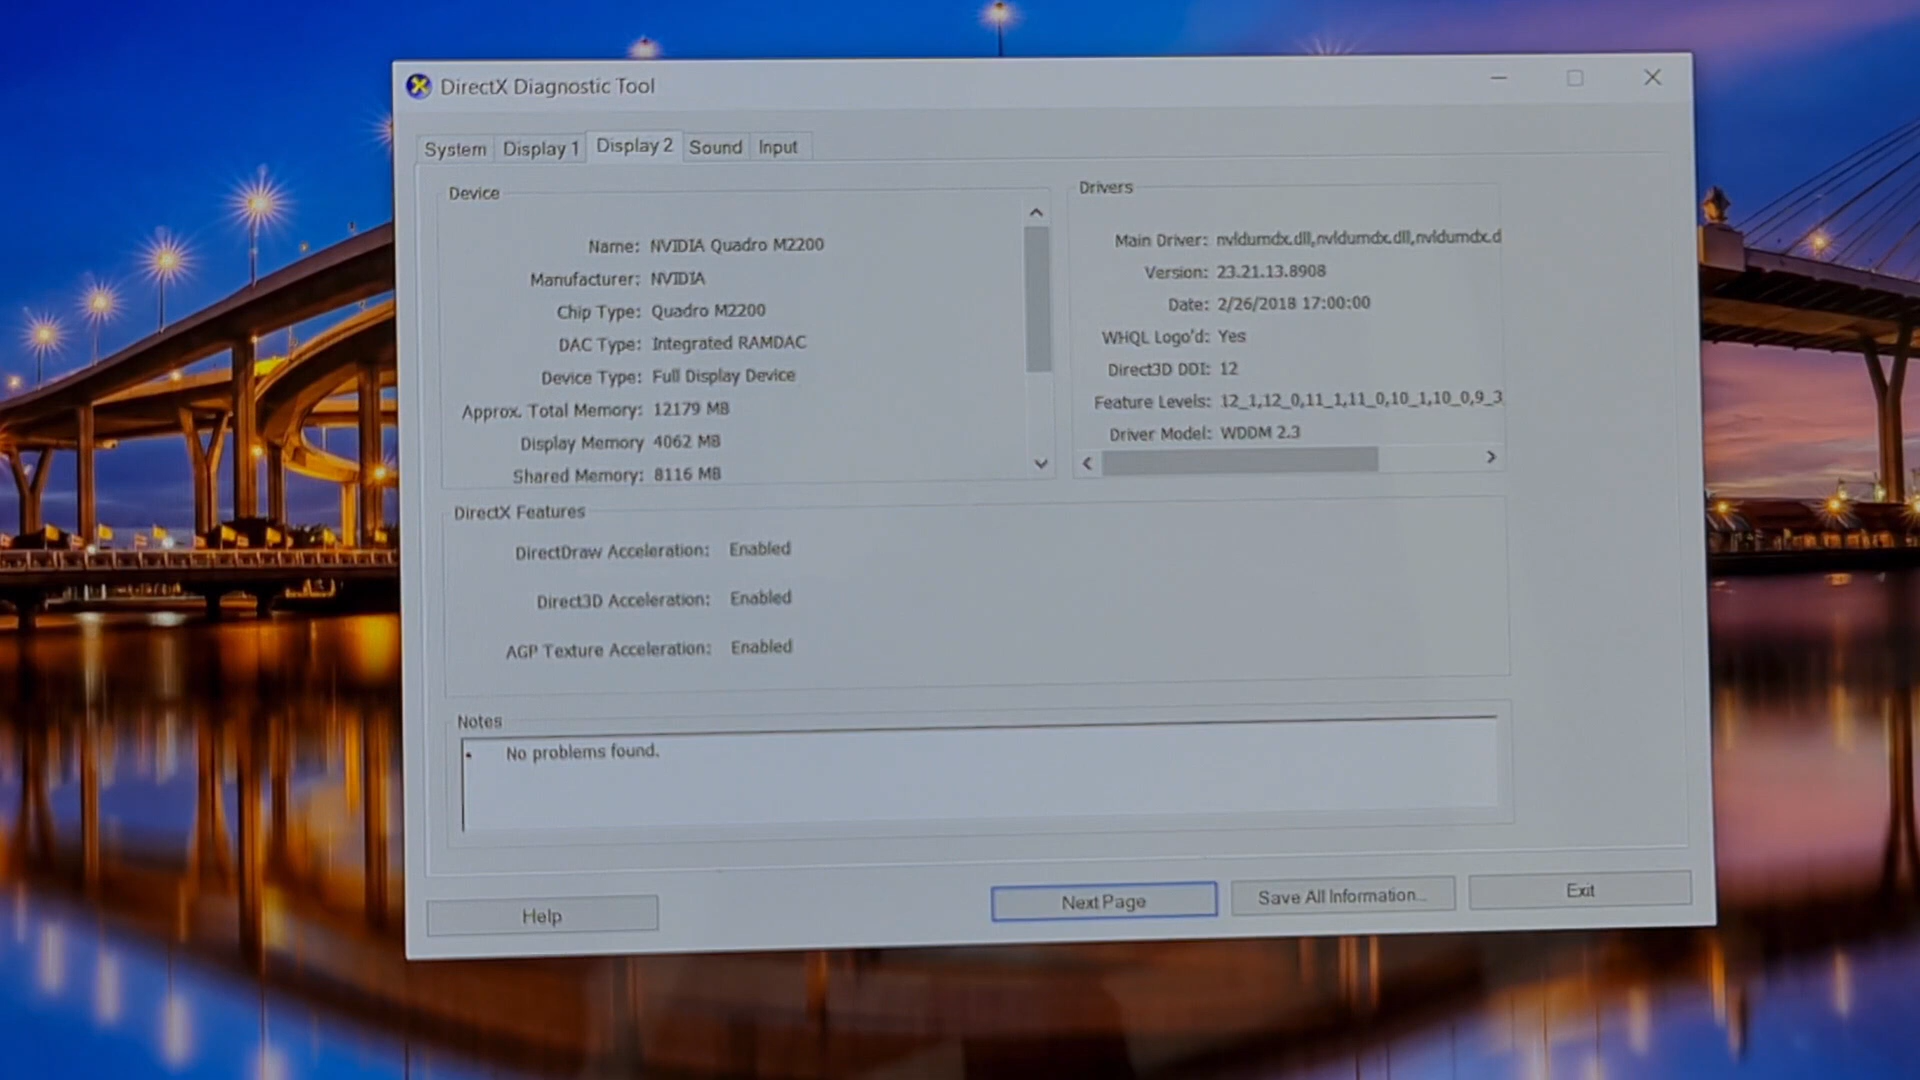 DirectX Diagnostic Tool
System Display 1 Display 2 Sound Input
Device
Name: NVIDIA Quadro M2200
Manufacturer: NVIDIA
Chip Type: Quadro M2200
DAC Type: Integrated RAMDAC
Device Type: Full Display Device
Approx. Total Memory: 12179 MB
Display Memory 4062 MB
Shared Memory: 8116 MB
Drivers
Main Driver: nvldumdx.dll,nvldumdx.dll,nvldumdx.d
Version: 23.21.13.8908
Date: 2/26/2018 17:00:00
WHQL Logo'd: Yes
Direct3D DDI: 12
Feature Levels: 12_1,12_0,11_1,11_0,10_1,10_0,9_3
Driver Model: WDDM 2.3
DirectX Features
DirectDraw Acceleration: Enabled
Direct3D Acceleration: Enabled
AGP Texture Acceleration: Enabled
Notes
• No problems found.
Help
Next Page
Save All Information...
Exit